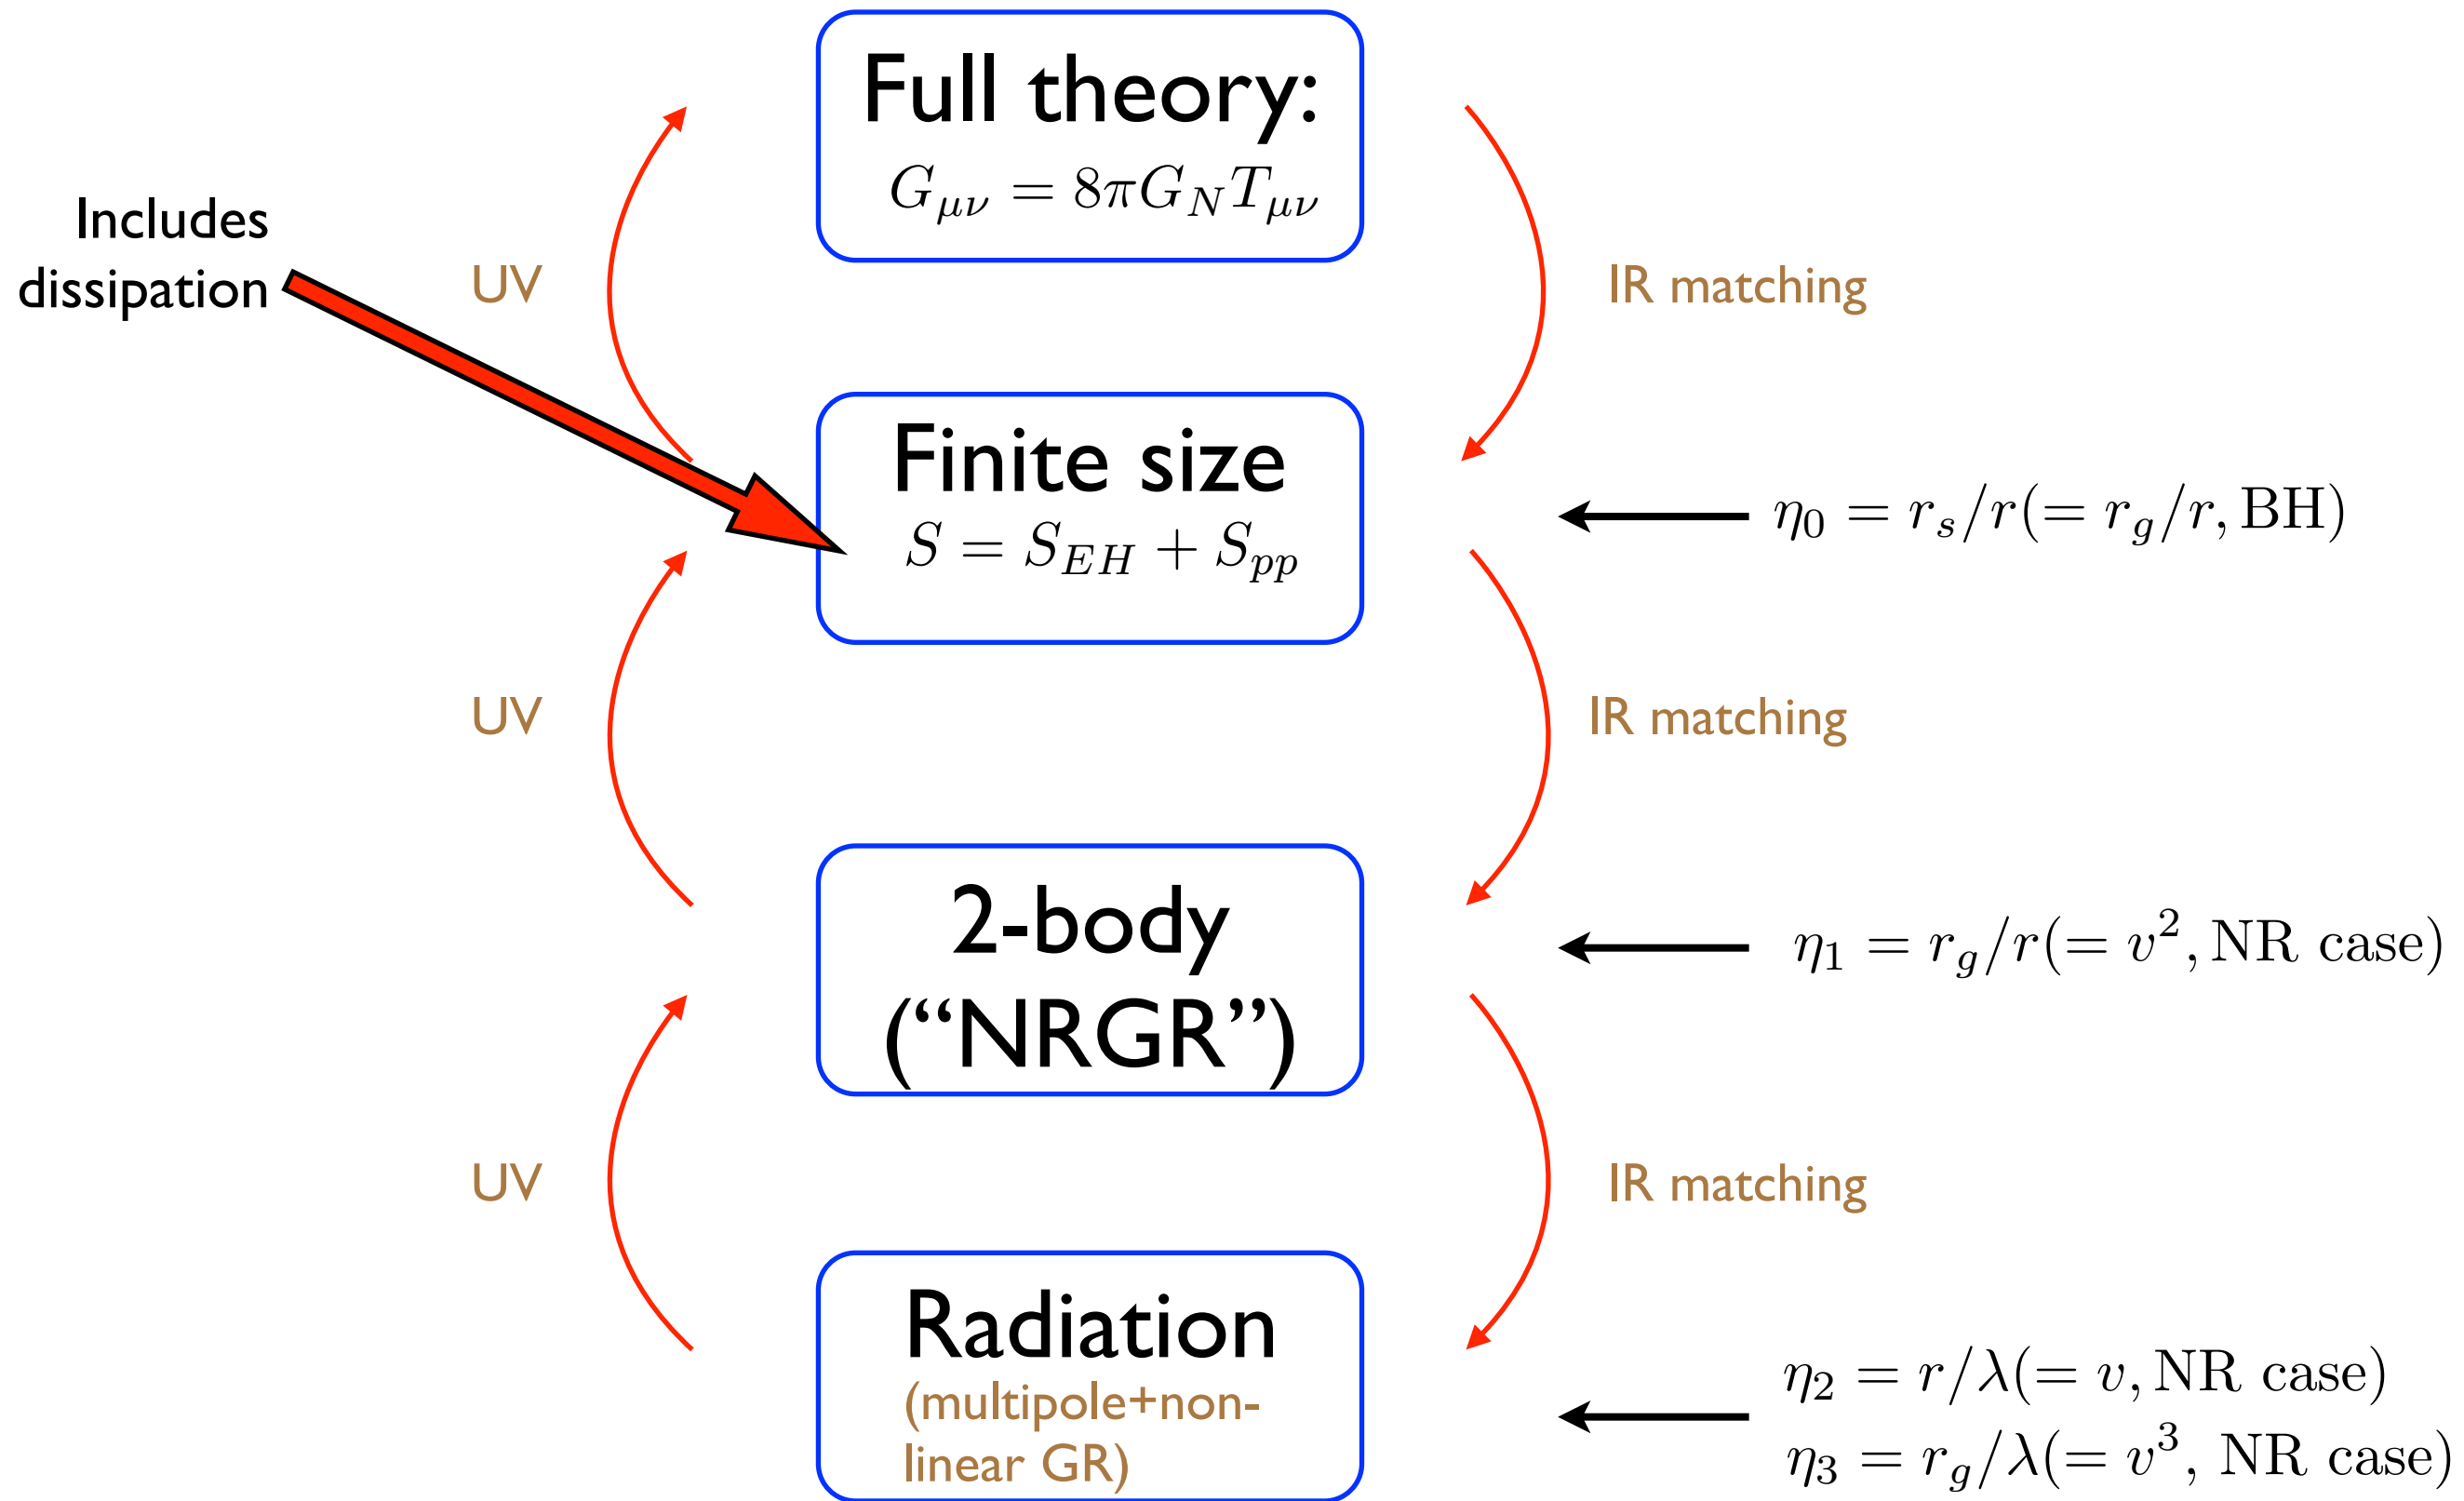 Full theory:
G_{μν} = 8πG_N T_{μν}
Includes
dissipation
UV
IR matching
Finite size
S = S_{EH} + S_{pp}
η_0 = r_s/r(= r_g/r, BH)
UV
IR matching
2-body
(“NRGR”)
η_1 = r_g/r(= v^2, NR case)
UV
IR matching
Radiation
(multipole+non-
linear GR)
η_2 = r/λ(= v, NR case)
η_3 = r_g/λ(= v^3, NR case)